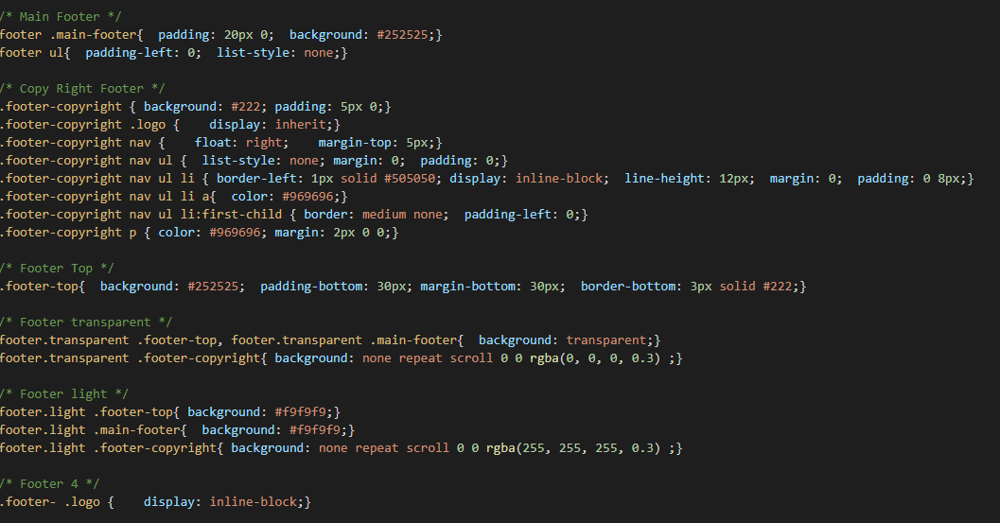 /* Main Footer */
footer .main-footer{  padding: 20px 0;  background: #252525;}
footer ul{  padding-left: 0;  list-style: none;}
/* Copy Right Footer */
.footer-copyright { background: #222; padding: 5px 0;}
.footer-copyright .logo {    display: inherit;}
.footer-copyright nav {    float: right;    margin-top: 5px;}
.footer-copyright nav ul {  list-style: none; margin: 0;  padding: 0;}
.footer-copyright nav ul li { border-left: 1px solid #505050; display: inline-block;  line-height: 12px;  margin: 0;  padding: 0 8px;}
.footer-copyright nav ul li a{  color: #969696;}
.footer-copyright nav ul li:first-child { border: medium none;  padding-left: 0;}
.footer-copyright p { color: #969696; margin: 2px 0 0;}
/* Footer Top */
.footer-top{  background: #252525;  padding-bottom: 30px; margin-bottom: 30px;  border-bottom: 3px solid #222;}
/* Footer transparent */
footer.transparent .footer-top, footer.transparent .main-footer{  background: transparent;}
footer.transparent .footer-copyright{ background: none repeat scroll 0 0 rgba(0, 0, 0, 0.3) ;}
/* Footer light */
footer.light .footer-top{ background: #f9f9f9;}
footer.light .main-footer{  background: #f9f9f9;}
footer.light .footer-copyright{ background: none repeat scroll 0 0 rgba(255, 255, 255, 0.3) ;}
/* Footer 4 */
.footer- .logo {    display: inline-block;}